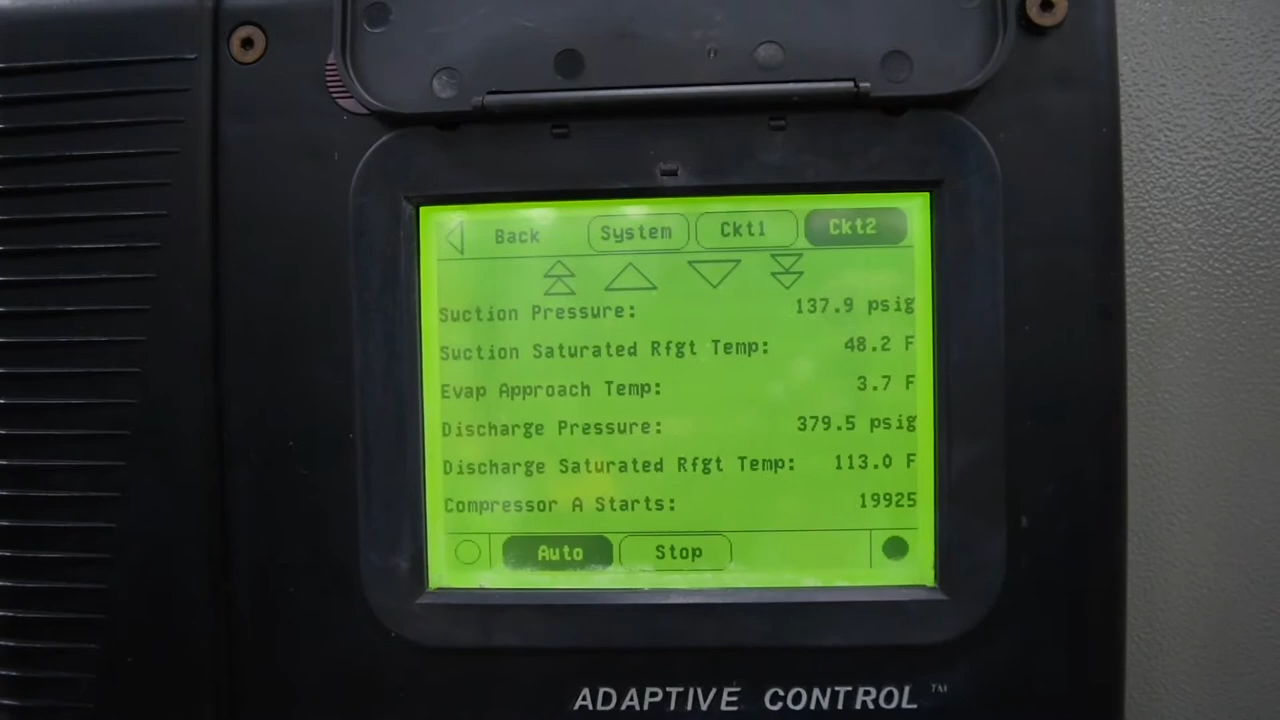 Back System Ckt1 Ckt2
Suction Pressure: 137.9 psig
Suction Saturated Rfgt Temp: 48.2 F
Evap Approach Temp: 3.7 F
Discharge Pressure: 379.5 psig
Discharge Saturated Rfgt Temp: 113.0 F
Compressor A Starts: 19925
Auto Stop
ADAPTIVE CONTROL™